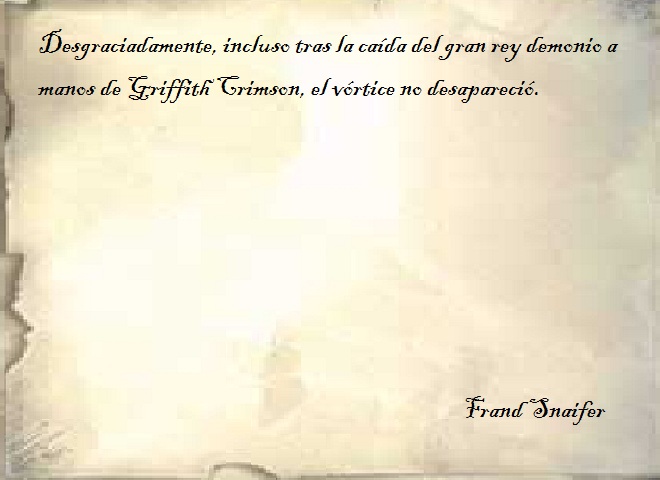 Desgraciadamente, incluso tras la caída del gran rey demonio a
manos de Griffith Crimson, el vórtice no desapareció.
Frand Snaifer